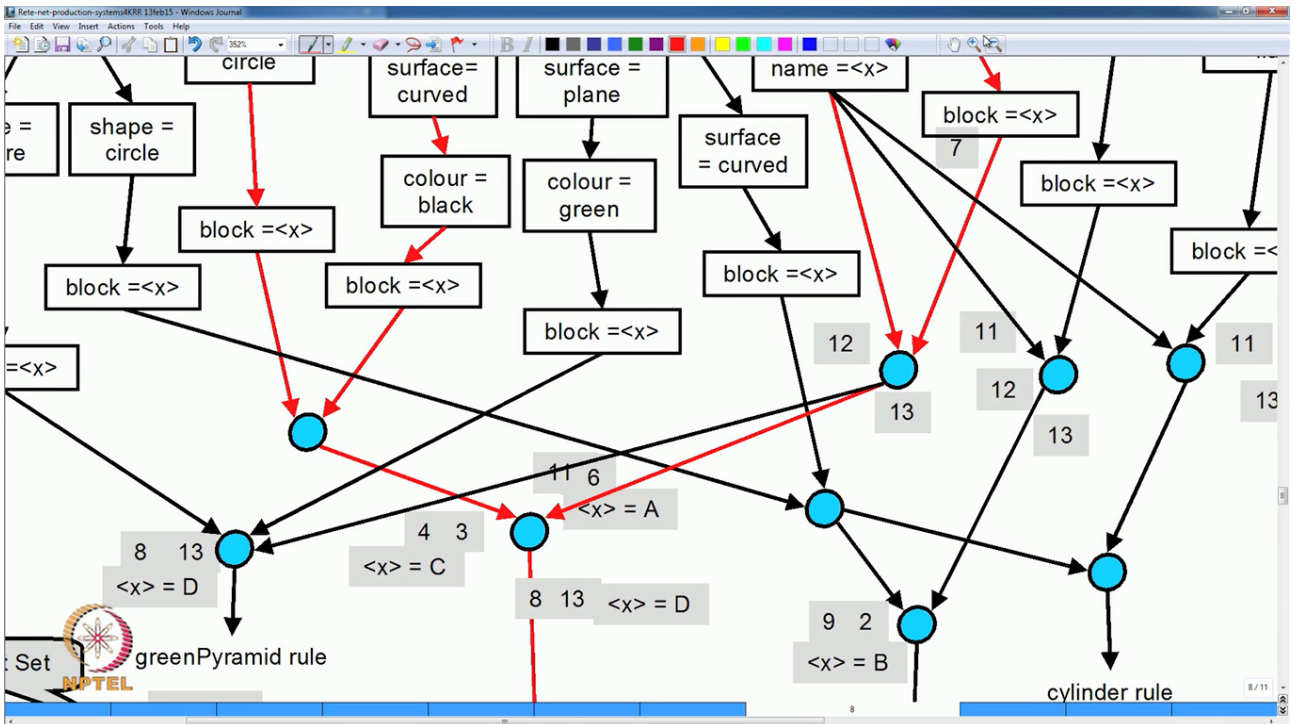 Rete-net-production-systems4KRR 13feb15 - Windows Journal
File Edit View Insert Actions Tools Help
352%
circle
surface=
curved
surface =
plane
name =<x>
block =<x>
7
e =
re
shape =
circle
surface
= curved
colour =
black
colour =
green
block =<x>
block =<x>
block =<x>
block =<x>
block =<x>
block =<
block =<x>
=<x>
12
11
11
12
13
13
13
11 6
<x> = A
4 3
<x> = C
8 13
<x> = D
8 13 <x> = D
9 2
<x> = B
t Set
greenPyramid rule
NPTEL
cylinder rule
8 / 11
8